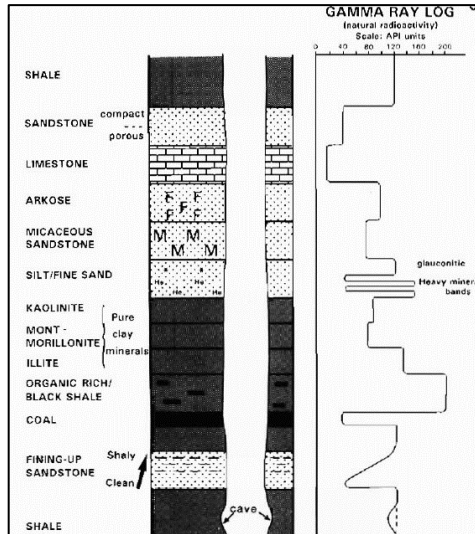 GAMMA RAY LOG
(natural radioactivity)
Scale: API units
0 40 80 120 160 200
SHALE
SANDSTONE
compact
porous
LIMESTONE
ARKOSE
F F
F
F F
MICACEOUS
SANDSTONE
M M
M M
SILT/FINE SAND
glauconitic
Heavy minera
bands
KAOLINITE
MONT-
MORILLONITE
ILLITE
Pure
clay
minerals
ORGANIC RICH/
BLACK SHALE
COAL
FINING-UP
SANDSTONE
Shaly
Clean
cave
SHALE